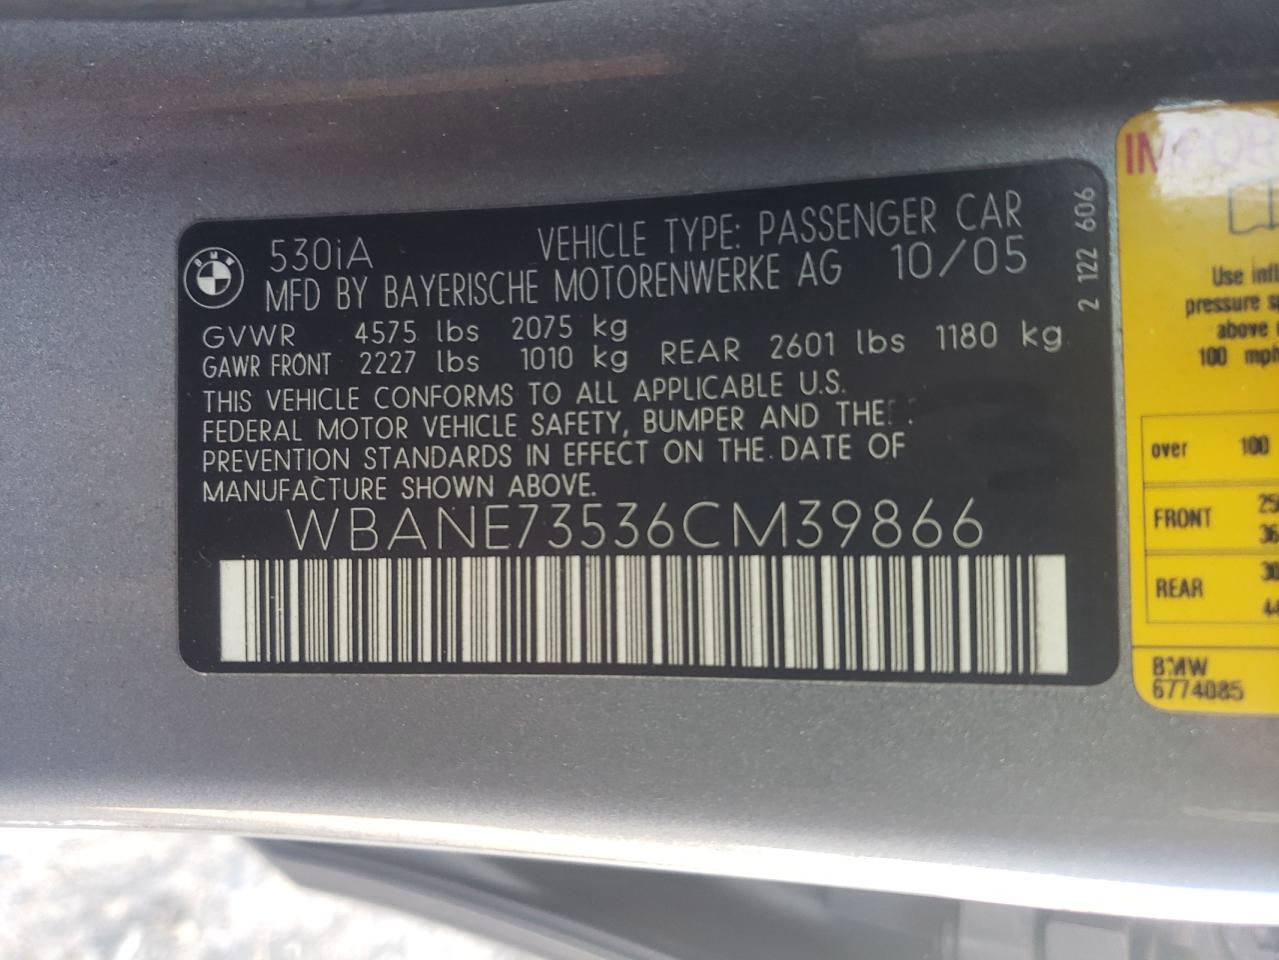 530iA VEHICLE TYPE: PASSENGER CAR
MFD BY BAYERISCHE MOTORENWERKE AG 10/05
GVWR 4575 lbs 2075 kg
GAWR FRONT 2227 lbs 1010 kg REAR 2601 lbs 1180 kg
THIS VEHICLE CONFORMS TO ALL APPLICABLE U.S.
FEDERAL MOTOR VEHICLE SAFETY, BUMPER AND THE
PREVENTION STANDARDS IN EFFECT ON THE DATE OF
MANUFACTURE SHOWN ABOVE.
WBANE73536CM39866
2 122 606
BMW
Use
pressure
above
100 mph
over 100
FRONT
REAR
BMW
6774085